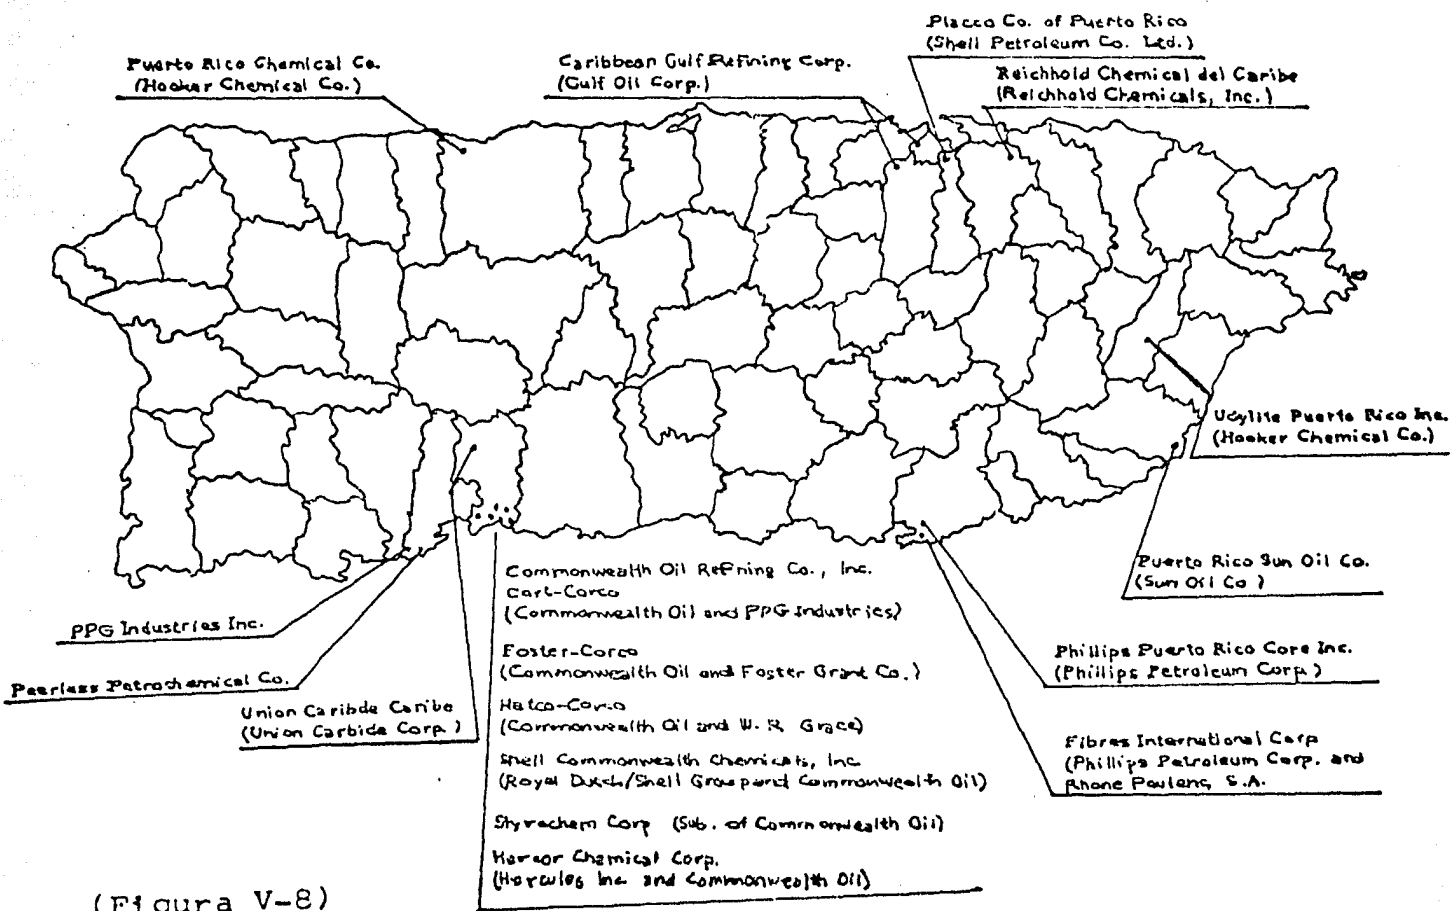 Placco Co. of Puerto Rico
(Shell Petroleum Co. Ltd.)
Puerto Rico Chemical Co.
(Hooker Chemical Co.)
Caribbean Gulf Refining Corp.
(Gulf Oil Corp.)
Reichhold Chemical del Caribe
(Reichhold Chemicals, Inc.)
Udylite Puerto Rico Inc.
(Hooker Chemical Co.)
Puerto Rico Sun Oil Co.
(Sun Oil Co)
Phillips Puerto Rico Core Inc.
(Phillips Petroleum Corp.)
Fibres International Corp
(Phillips Petroleum Corp. and
Rhone Poulenc, S.A.
PPG Industries Inc.
Peerless Petrochemical Co.
Union Caribde Caribe
(Union Carbide Corp.)
Commonwealth Oil Refining Co., Inc.
Cort-Corco
(Commonwealth Oil and PPG Industries)
Foster-Corco
(Commonwealth Oil and Foster Grant Co.)
Hatco-Corco
(Commonwealth Oil and W. R. Grace)
Shell Commonwealth Chemicals, Inc
(Royal Dutch/Shell Group and Commonwealth Oil)
Styrochem Corp (Sub. of Commonwealth Oil)
Hercor Chemical Corp.
(Hercules Inc and Commonwealth Oil)
(Figura V-8)